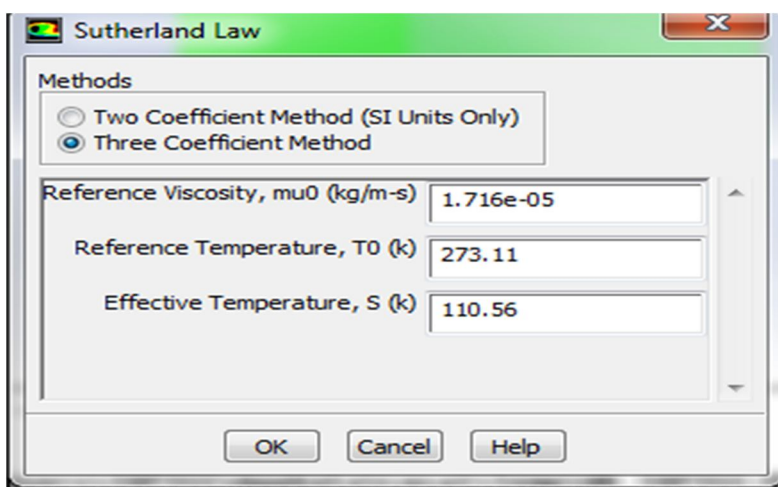 Sutherland Law
Methods
Two Coefficient Method (SI Units Only)
Three Coefficient Method
Reference Viscosity, mu0 (kg/m-s) 1.716e-05
Reference Temperature, T0 (k) 273.11
Effective Temperature, S (k) 110.56
OK Cancel Help